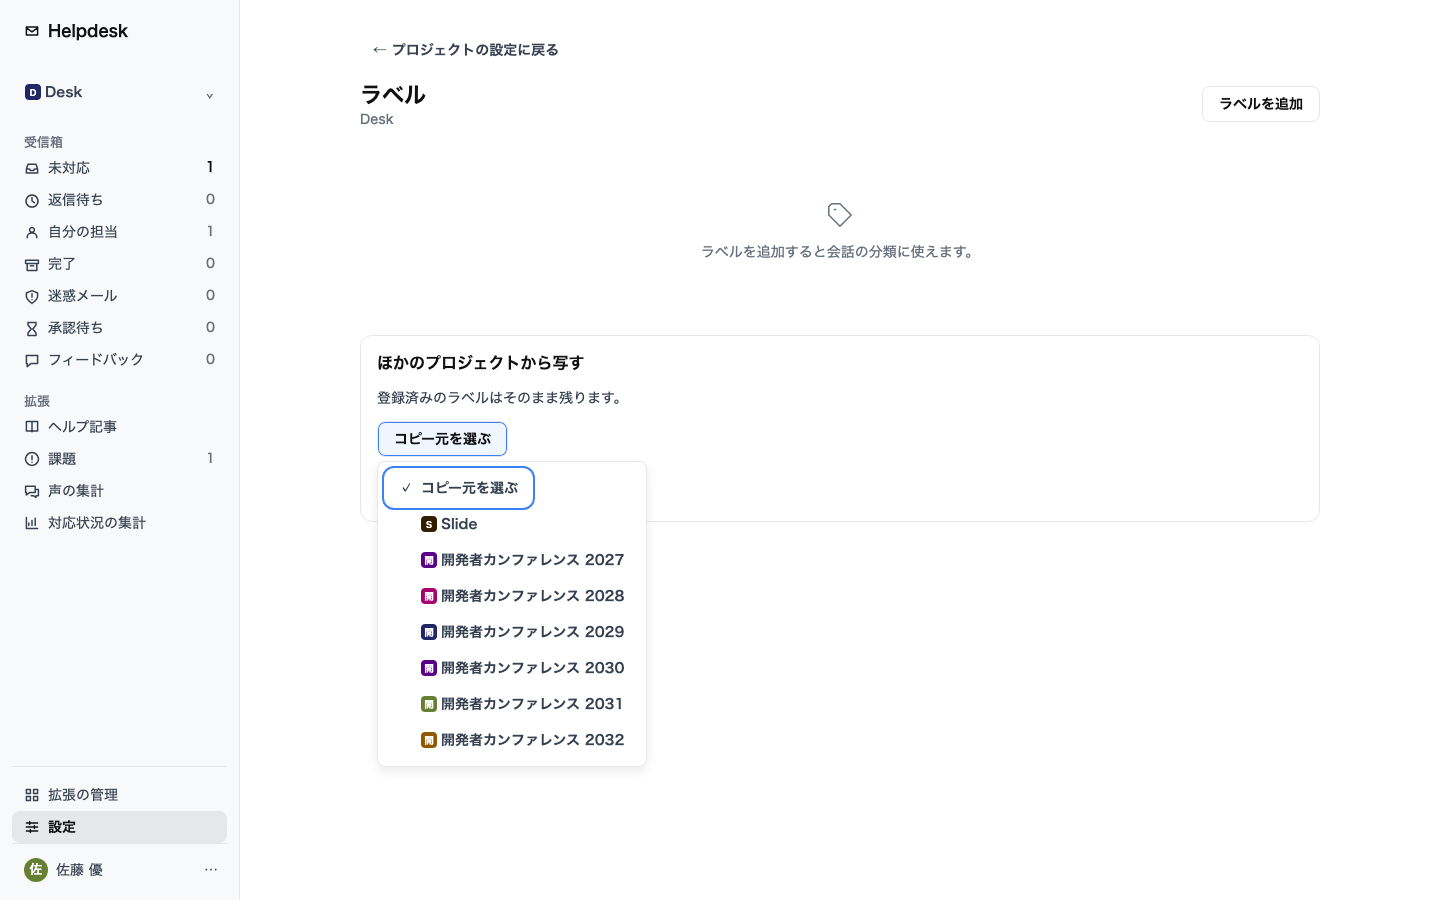 Helpdesk
D Desk
受信箱
未対応 1
返信待ち 0
自分の担当 1
完了 0
迷惑メール 0
承認待ち 0
フィードバック 0
拡張
ヘルプ記事
課題 1
声の集計
対応状況の集計
拡張の管理
設定
佐 佐藤 優 …
← プロジェクトの設定に戻る
ラベル
Desk
ラベルを追加
ラベルを追加すると会話の分類に使えます。
ほかのプロジェクトから写す
登録済みのラベルはそのまま残ります。
コピー元を選ぶ
✓ コピー元を選ぶ
S Slide
開 開発者カンファレンス 2027
開 開発者カンファレンス 2028
開 開発者カンファレンス 2029
開 開発者カンファレンス 2030
開 開発者カンファレンス 2031
開 開発者カンファレンス 2032